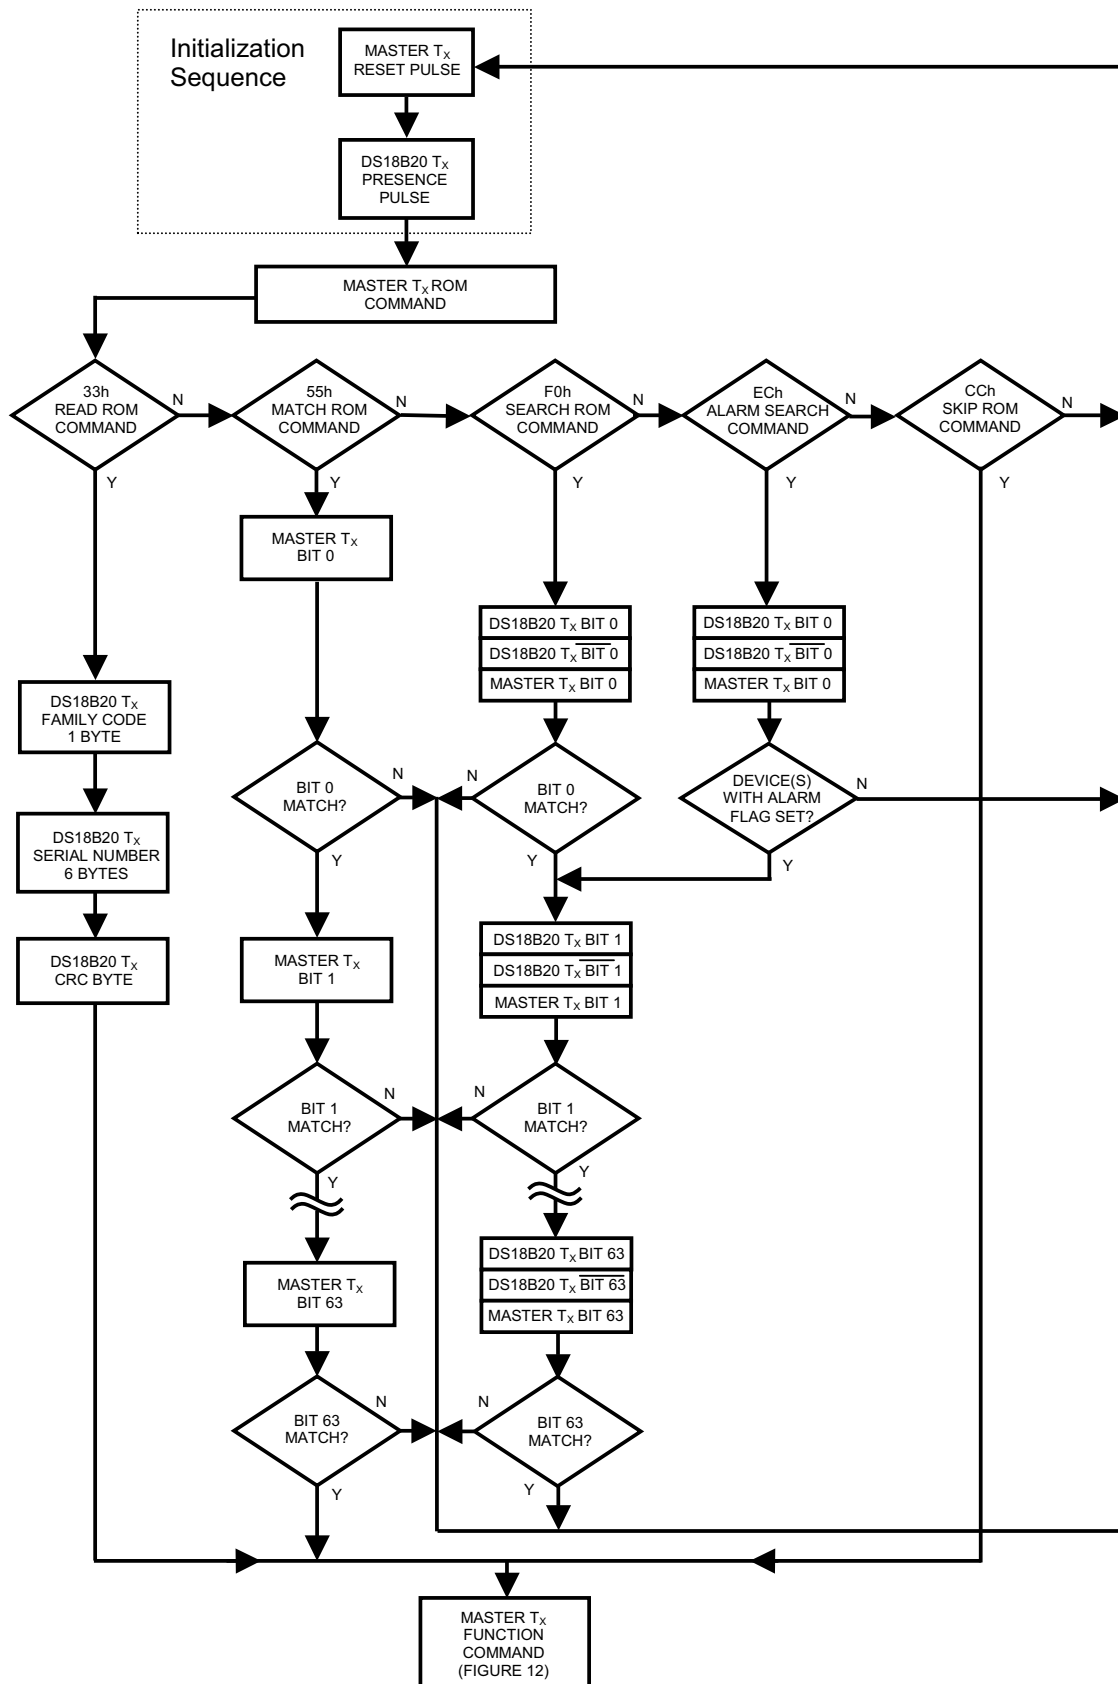 Initialization
Sequence
MASTER TX
RESET PULSE
DS18B20 TX
PRESENCE
PULSE
MASTER TX ROM
COMMAND
33h
READ ROM
COMMAND
N
Y
55h
MATCH ROM
COMMAND
N
Y
F0h
SEARCH ROM
COMMAND
N
Y
ECh
ALARM SEARCH
COMMAND
N
Y
CCh
SKIP ROM
COMMAND
N
Y
MASTER TX
BIT 0
DS18B20 TX BIT 0
DS18B20 TX BIT 0
MASTER TX BIT 0
DS18B20 TX BIT 0
DS18B20 TX BIT 0
MASTER TX BIT 0
DS18B20 TX
FAMILY CODE
1 BYTE
BIT 0
MATCH?
N
Y
BIT 0
MATCH?
N
Y
DEVICE(S)
WITH ALARM
FLAG SET?
N
Y
DS18B20 TX
SERIAL NUMBER
6 BYTES
DS18B20 TX
CRC BYTE
MASTER TX
BIT 1
DS18B20 TX BIT 1
DS18B20 TX BIT 1
MASTER TX BIT 1
BIT 1
MATCH?
N
Y
BIT 1
MATCH?
N
Y
MASTER TX
BIT 63
DS18B20 TX BIT 63
DS18B20 TX BIT 63
MASTER TX BIT 63
BIT 63
MATCH?
N
Y
BIT 63
MATCH?
N
Y
MASTER TX
FUNCTION
COMMAND
(FIGURE 12)